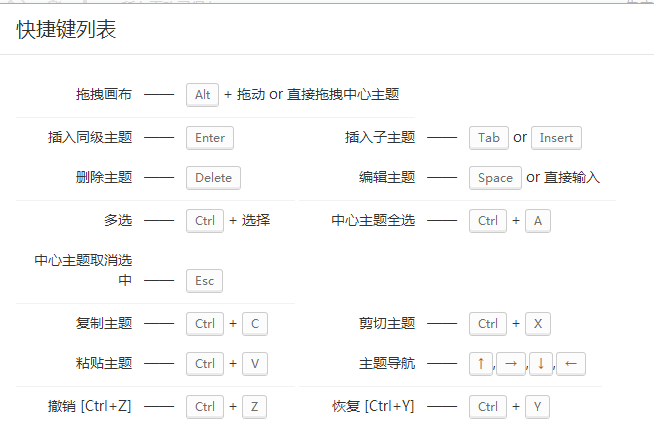 快捷键列表
拖拽画布 —— Alt + 拖动 or 直接拖拽中心主题
插入同级主题 —— Enter 插入子主题 —— Tab or Insert
删除主题 —— Delete 编辑主题 —— Space or 直接输入
多选 —— Ctrl + 选择 中心主题全选 —— Ctrl + A
中心主题取消选
中 —— Esc
复制主题 —— Ctrl + C 剪切主题 —— Ctrl + X
粘贴主题 —— Ctrl + V 主题导航 —— ↑,→,↓,←
撤销 [Ctrl+Z] —— Ctrl + Z 恢复 [Ctrl+Y] —— Ctrl + Y